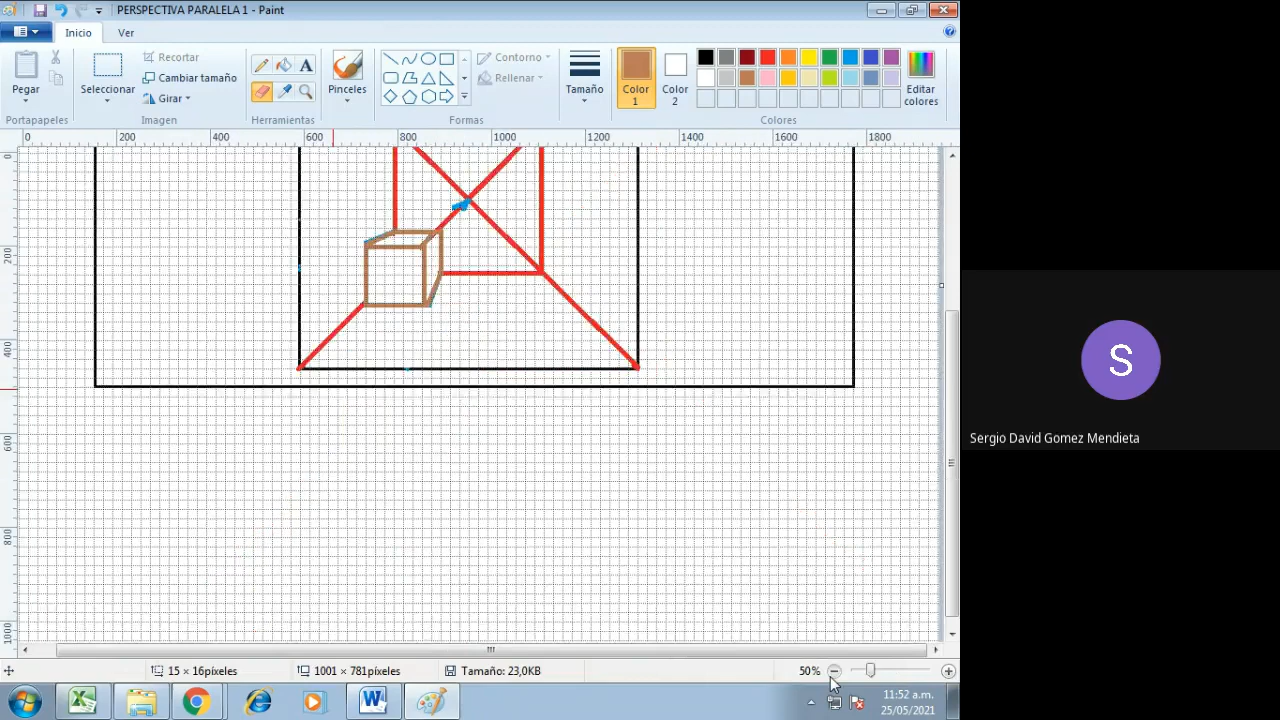 PERSPECTIVA PARALELA 1 - Paint
Inicio
Ver
Pegar
Portapapeles
Seleccionar
Recortar
Cambiar tamaño
Girar
Imagen
A
Herramientas
Pinceles
Formas
Contorno
Rellenar
Tamaño
Color
1
Color
2
Colores
Editar
colores
0 200 400 600 800 1000 1200 1400 1600 1800
0
200
400
600
800
1000
S
Sergio David Gomez Mendieta
15 × 16píxeles
1001 × 781píxeles
Tamaño: 23,0KB
50%
11:52 a.m.
25/05/2021